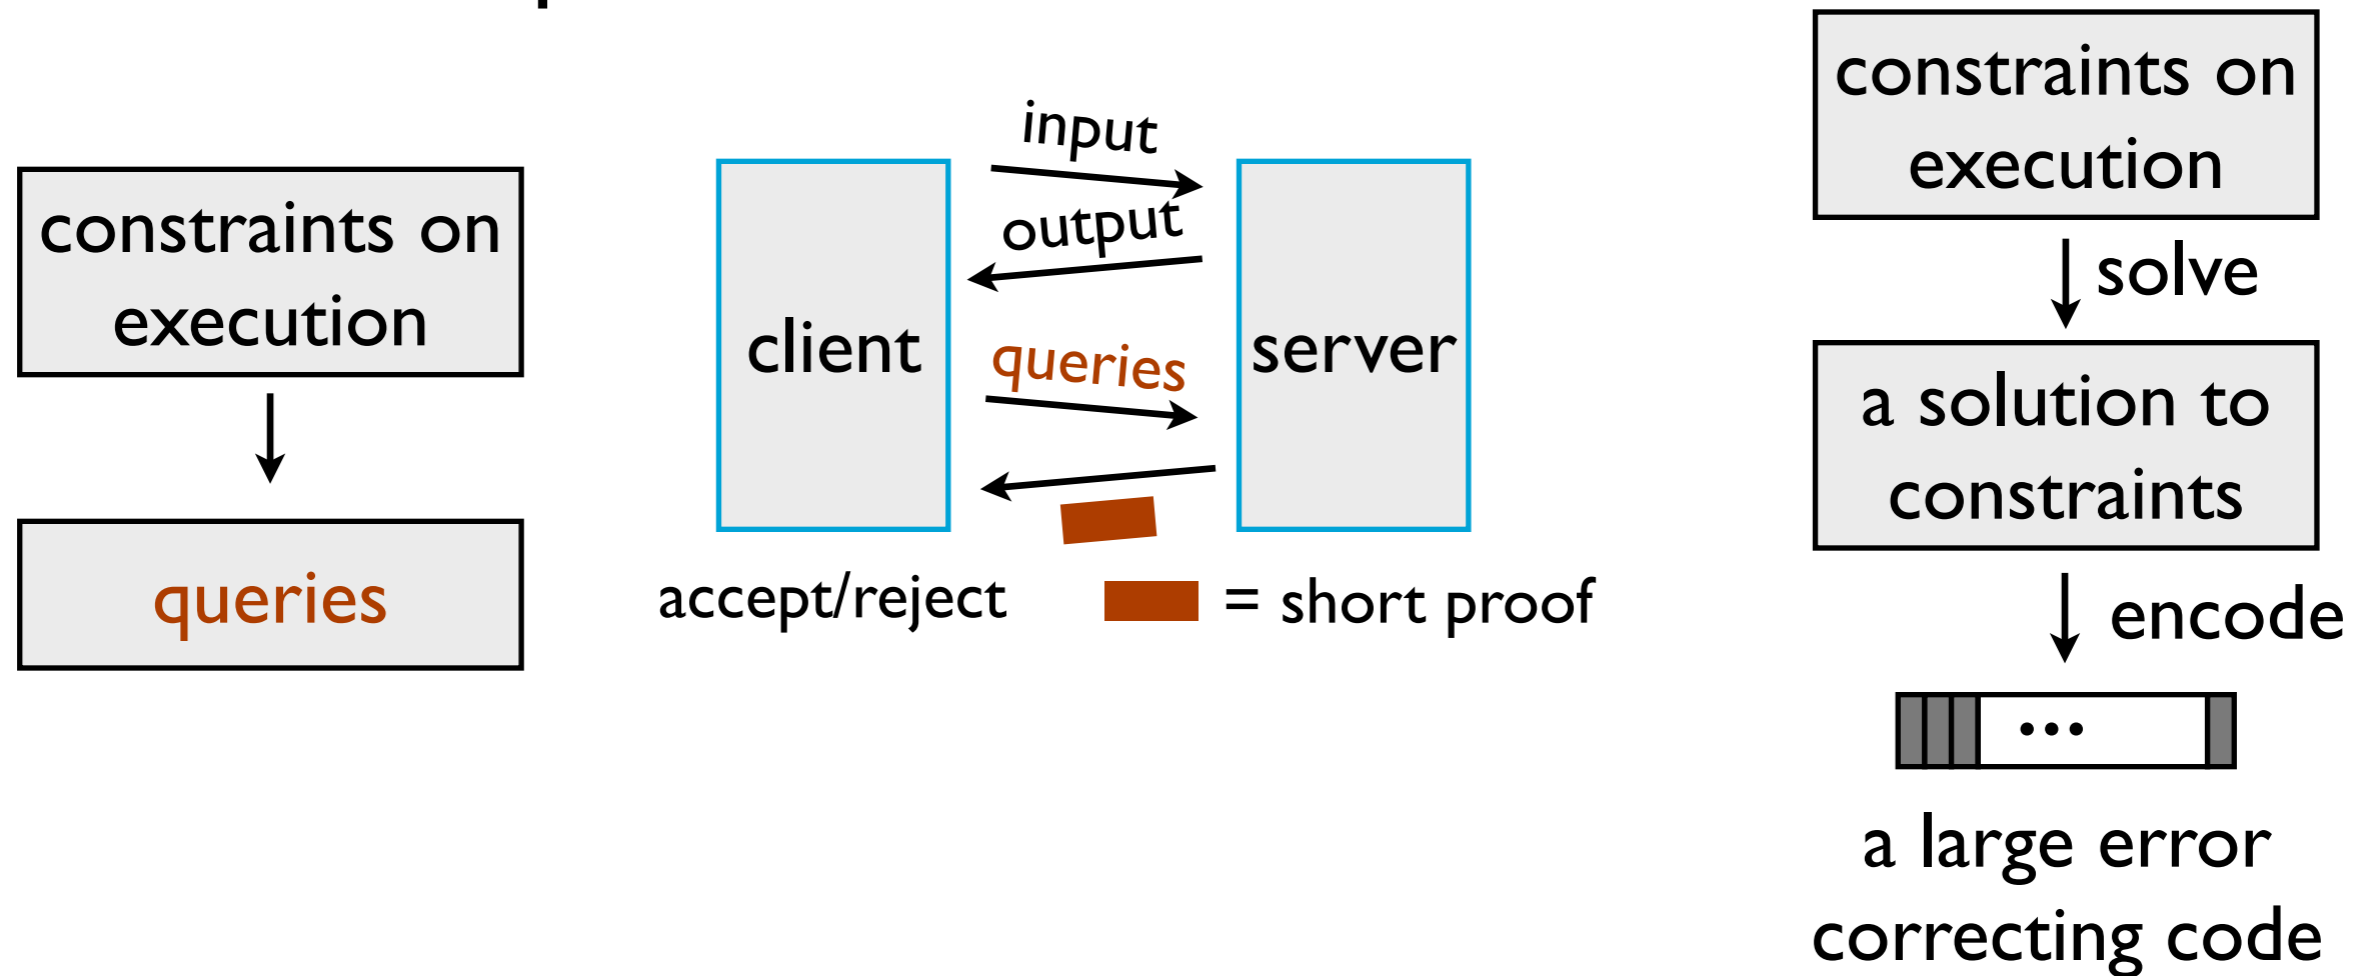 constraints on
execution
queries
input
output
client
queries
server
accept/reject
= short proof
constraints on
execution
solve
a solution to
constraints
encode
...
a large error
correcting code